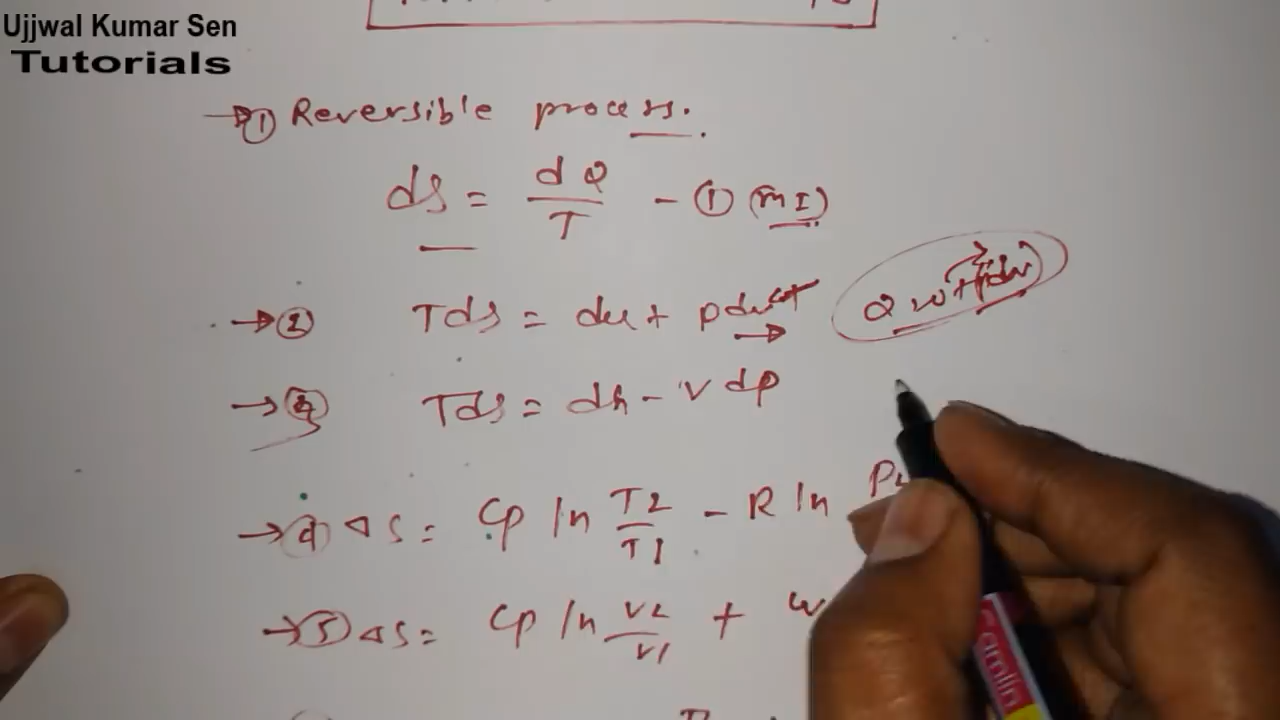 Ujjwal Kumar Sen
Tutorials
→① Reversible process.
ds = dQ/T - ① (m I)
→② Tds = du + pdv
→ Tds = dh - v dp
→④ ΔS = Cp ln T2/T1 - R ln
→⑤ ΔS = Cp ln V2/V1 +
amlin